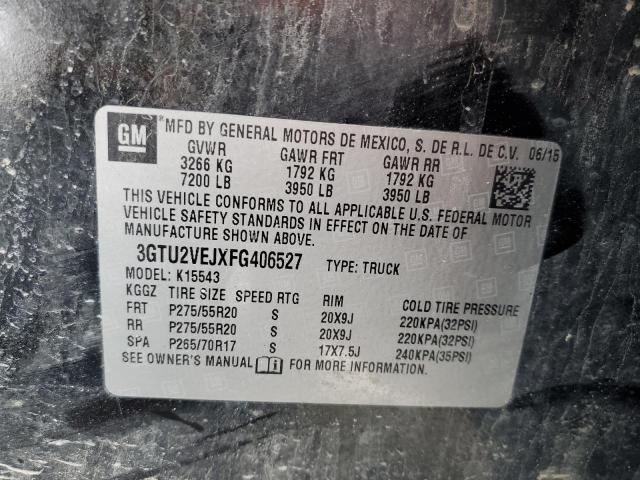 GM
*MFD BY GENERAL MOTORS DE MEXICO, S. DE R.L. DE C.V. 06/15
GVWR GAWR FRT GAWR RR
3266 KG 1792 KG 1792 KG
7200 LB 3950 LB 3950 LB
THIS VEHICLE CONFORMS TO ALL APPLICABLE U.S. FEDERAL MOTOR
VEHICLE SAFETY STANDARDS IN EFFECT ON THE DATE OF
MANUFACTURE SHOWN ABOVE.
3GTU2VEJXFG406527 TYPE: TRUCK
MODEL: K15543
KGGZ TIRE SIZE SPEED RTG RIM COLD TIRE PRESSURE
FRT P275/55R20 S 20X9J 220KPA(32PSI)
RR P275/55R20 S 20X9J 220KPA(32PSI)
SPA P265/70R17 S 17X7.5J 240KPA(35PSI)
SEE OWNER'S MANUAL FOR MORE INFORMATION.